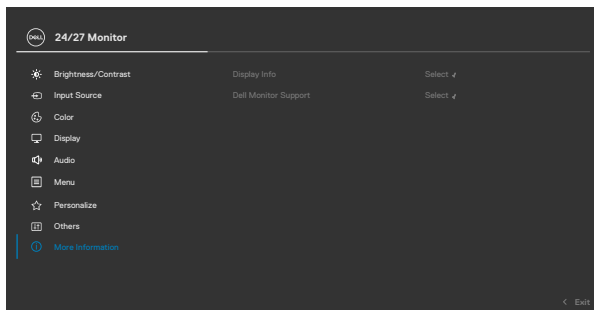 DELL 24/27 Monitor
Brightness/Contrast Display Info Select
Input Source Dell Monitor Support Select
Color
Display
Audio
Menu
Personalize
Others
More Information
Exit